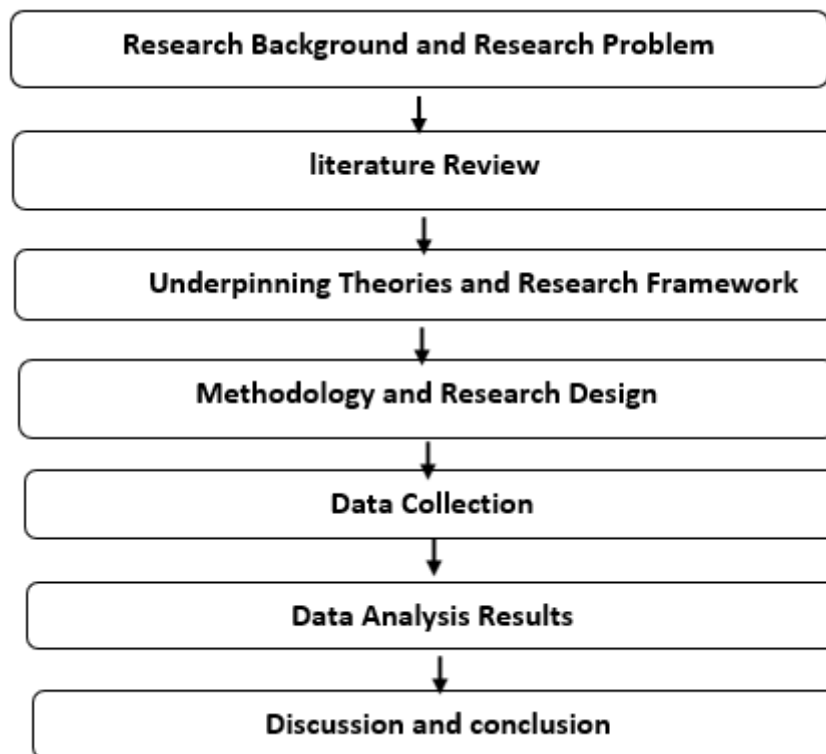 Research Background and Research Problem
literature Review
Underpinning Theories and Research Framework
Methodology and Research Design
Data Collection
Data Analysis Results
Discussion and conclusion